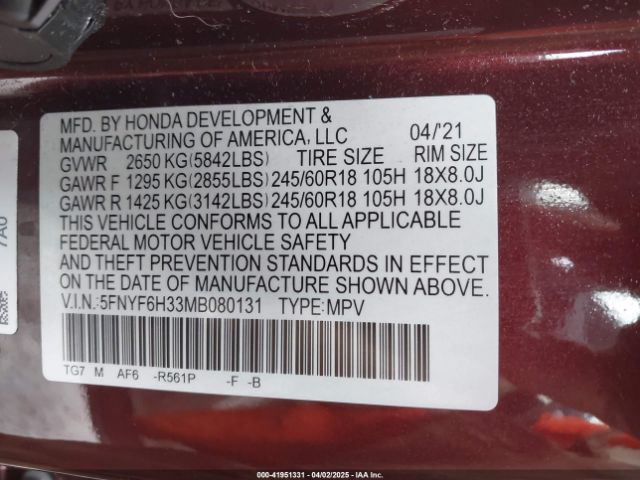 MFD. BY HONDA DEVELOPMENT &
MANUFACTURING OF AMERICA, LLC 04/'21
GVWR 2650 KG(5842LBS) TIRE SIZE RIM SIZE
GAWR F 1295 KG(2855LBS)245/60R18 105H 18X8.0J
GAWR R 1425 KG(3142LBS)245/60R18 105H 18X8.0J
THIS VEHICLE CONFORMS TO ALL APPLICABLE
FEDERAL MOTOR VEHICLE SAFETY
AND THEFT PREVENTION STANDARDS IN EFFECT
ON THE DATE OF MANUFACTURE SHOWN ABOVE.
V.I.N.:5FNYF6H33MB080131 TYPE:MPV
TG7 M AF6 -R561P -F -B
000-41951331 - 04/02/2025 - IAA Inc.